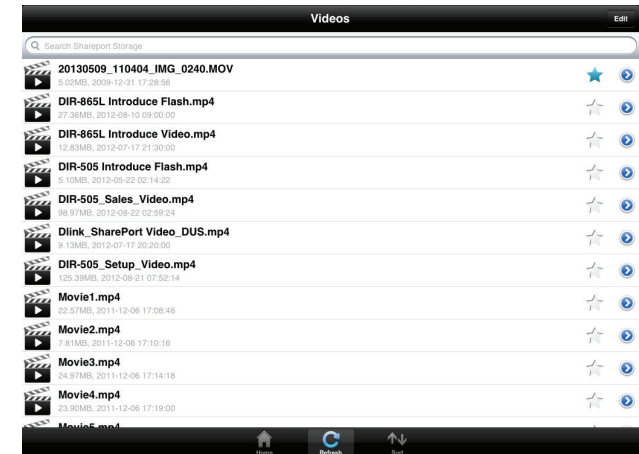 Videos
Edit
Search Shareport Storage
20130509_110404_IMG_0240.MOV
5.02MB, 2009-12-31 17:28:56
DIR-865L Introduce Flash.mp4
27.36MB, 2012-08-10 09:00:00
DIR-865L Introduce Video.mp4
12.83MB, 2012-07-17 21:30:00
DIR-505 Introduce Flash.mp4
5.10MB, 2012-05-22 02:14:22
DIR-505_Sales_Video.mp4
98.97MB, 2012-08-22 02:59:24
Dlink_SharePort Video_DUS.mp4
9.13MB, 2012-07-17 20:20:00
DIR-505_Setup_Video.mp4
125.39MB, 2012-08-21 07:52:14
Movie1.mp4
22.57MB, 2011-12-06 17:08:46
Movie2.mp4
7.81MB, 2011-12-06 17:10:16
Movie3.mp4
24.97MB, 2011-12-06 17:14:18
Movie4.mp4
23.90MB, 2011-12-06 17:19:00
Movie5.mp4
Home Refresh Sort